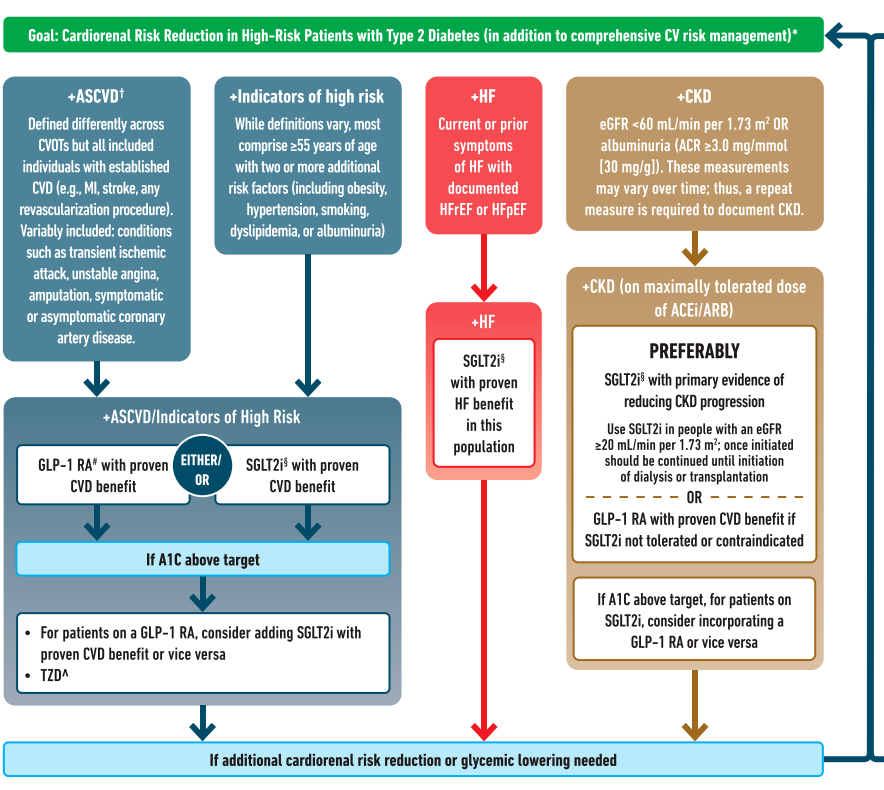 Goal: Cardiorenal Risk Reduction in High-Risk Patients with Type 2 Diabetes (in addition to comprehensive CV risk management)*
+ASCVD†
Defined differently across
CVOTs but all included
individuals with established
CVD (e.g., MI, stroke, any
revascularization procedure).
Variably included: conditions
such as transient ischemic
attack, unstable angina,
amputation, symptomatic
or asymptomatic coronary
artery disease.
+Indicators of high risk
While definitions vary, most
comprise ≥55 years of age
with two or more additional
risk factors (including obesity,
hypertension, smoking,
dyslipidemia, or albuminuria)
+HF
Current or prior
symptoms
of HF with
documented
HFrEF or HFpEF
+CKD
eGFR <60 mL/min per 1.73 m² OR
albuminuria (ACR ≥3.0 mg/mmol
[30 mg/g]). These measurements
may vary over time; thus, a repeat
measure is required to document CKD.
+ASCVD/Indicators of High Risk
GLP-1 RA# with proven
CVD benefit
EITHER/
OR
SGLT2i§ with proven
CVD benefit
If A1C above target
• For patients on a GLP-1 RA, consider adding SGLT2i with
proven CVD benefit or vice versa
• TZD^
+HF
SGLT2i§
with proven
HF benefit
in this
population
+CKD (on maximally tolerated dose
of ACEi/ARB)
PREFERABLY
SGLT2i§ with primary evidence of
reducing CKD progression
Use SGLT2i in people with an eGFR
≥20 mL/min per 1.73 m²; once initiated
should be continued until initiation
of dialysis or transplantation
OR
GLP-1 RA with proven CVD benefit if
SGLT2i not tolerated or contraindicated
If A1C above target, for patients on
SGLT2i, consider incorporating a
GLP-1 RA or vice versa
If additional cardiorenal risk reduction or glycemic lowering needed